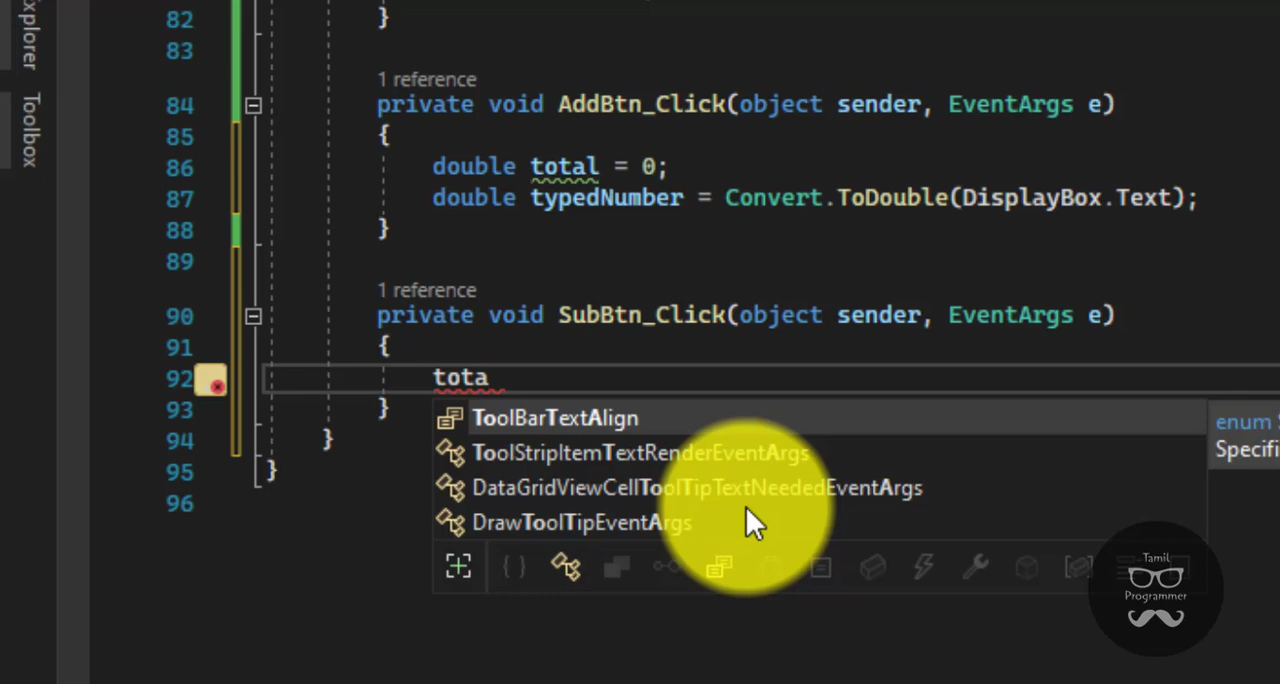 xplorer
Toolbox
82 }
83
1 reference
84 private void AddBtn_Click(object sender, EventArgs e)
85 {
86 double total = 0;
87 double typedNumber = Convert.ToDouble(DisplayBox.Text);
88 }
89
1 reference
90 private void SubBtn_Click(object sender, EventArgs e)
91 {
92 tota
93 }
94 }
95 }
96
ToolBarTextAlign
ToolStripItemTextRenderEventArgs
DataGridViewCellToolTipTextNeededEventArgs
DrawToolTipEventArgs
enum
Specifi
Tamil
Programmer